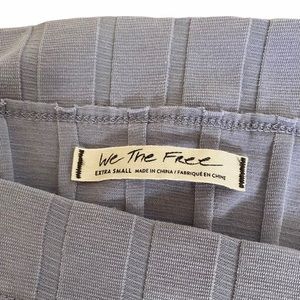 We The Free
EXTRA SMALL MADE IN CHINA / FABRIQUÉ EN CHINE